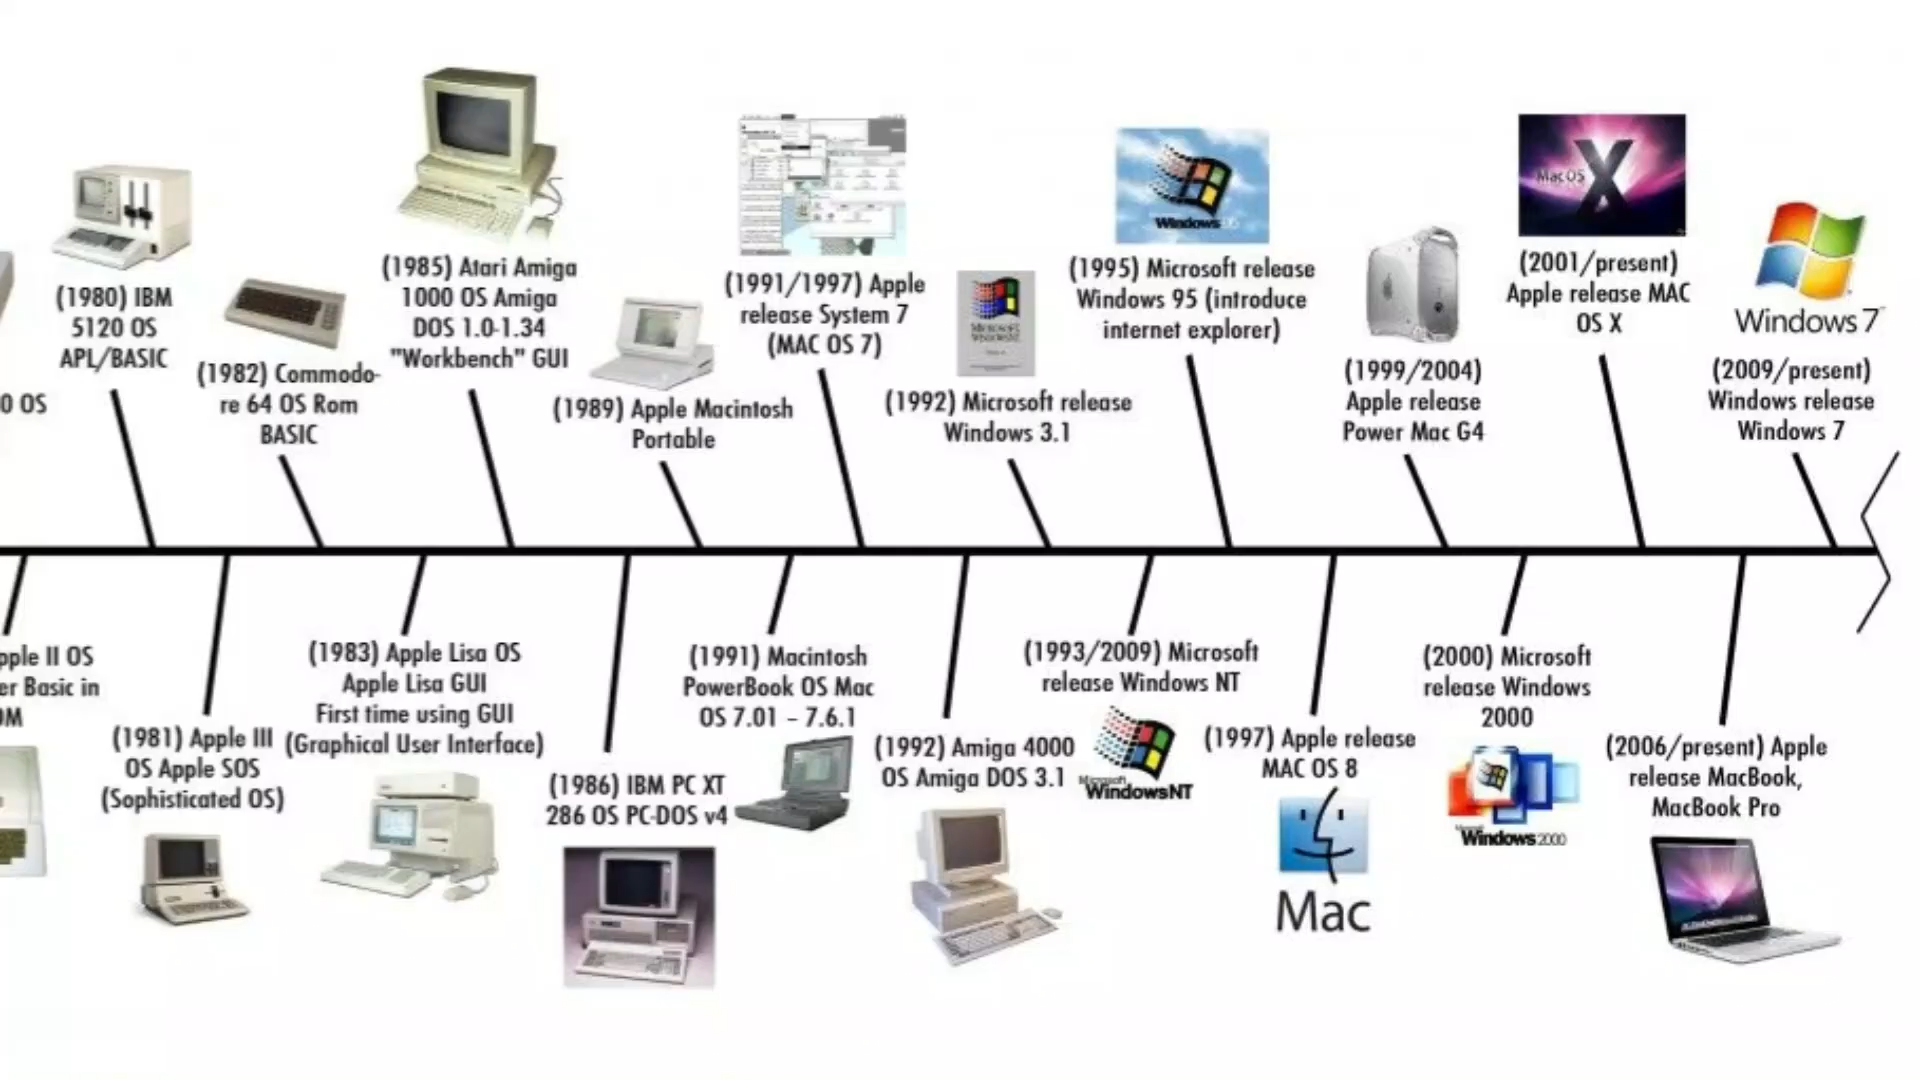 (1980) IBM
5120 OS
APL/BASIC
0 OS
(1982) Commodo-
re 64 OS Rom
BASIC
(1985) Atari Amiga
1000 OS Amiga
DOS 1.0-1.34
"Workbench" GUI
(1989) Apple Macintosh
Portable
(1991/1997) Apple
release System 7
(MAC OS 7)
(1992) Microsoft release
Windows 3.1
Windows 95
(1995) Microsoft release
Windows 95 (introduce
internet explorer)
(1999/2004)
Apple release
Power Mac G4
Mac OS X
(2001/present)
Apple release MAC
OS X
Windows 7
(2009/present)
Windows release
Windows 7
pple II OS
er Basic in
OM
(1981) Apple III
OS Apple SOS
(Sophisticated OS)
(1983) Apple Lisa OS
Apple Lisa GUI
First time using GUI
(Graphical User Interface)
(1986) IBM PC XT
286 OS PC-DOS v4
(1991) Macintosh
PowerBook OS Mac
OS 7.01 – 7.6.1
(1992) Amiga 4000
OS Amiga DOS 3.1
(1993/2009) Microsoft
release Windows NT
Microsoft
Windows NT
(1997) Apple release
MAC OS 8
Mac
(2000) Microsoft
release Windows
2000
Microsoft
Windows 2000
(2006/present) Apple
release MacBook,
MacBook Pro